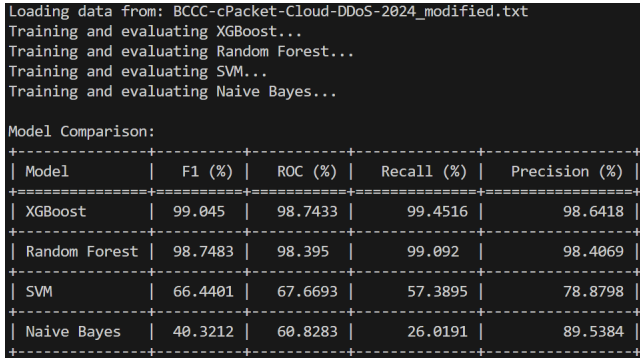 Loading data from: BCCC-cPacket-Cloud-DDoS-2024_modified.txt
Training and evaluating XGBoost...
Training and evaluating Random Forest...
Training and evaluating SVM...
Training and evaluating Naive Bayes...
Model Comparison:
| Model | F1 (%) | ROC (%) | Recall (%) | Precision (%) |
| XGBoost | 99.045 | 98.7433 | 99.4516 | 98.6418 |
| Random Forest | 98.7483 | 98.395 | 99.092 | 98.4069 |
| SVM | 66.4401 | 67.6693 | 57.3895 | 78.8798 |
| Naive Bayes | 40.3212 | 60.8283 | 26.0191 | 89.5384 |